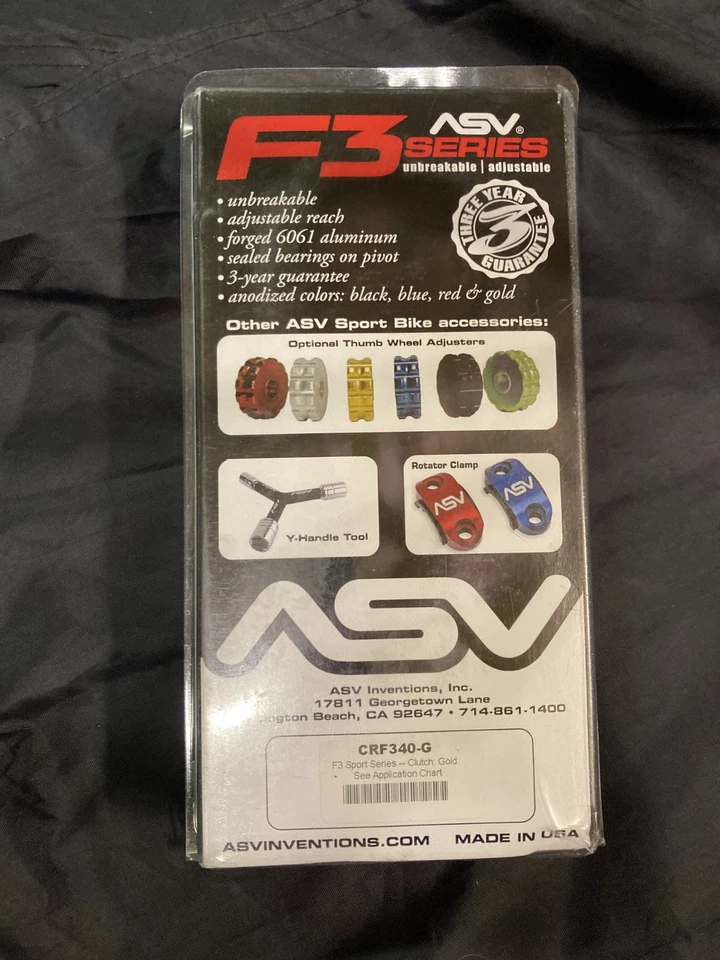 F3 ASV®
SERIES
unbreakable | adjustable
• unbreakable
• adjustable reach
• forged 6061 aluminum
• sealed bearings on pivot
• 3-year guarantee
• anodized colors: black, blue, red & gold
THREE YEAR
3
GUARANTEE
Other ASV Sport Bike accessories:
Optional Thumb Wheel Adjusters
ASV
Y-Handle Tool
Rotator Clamp
ASV
ASV
ASV
ASV Inventions, Inc.
17811 Georgetown Lane
ington Beach, CA 92647 • 714-861-1400
CRF340-G
F3 Sport Series -- Clutch: Gold
See Application Chart
ASVINVENTIONS.COM MADE IN USA